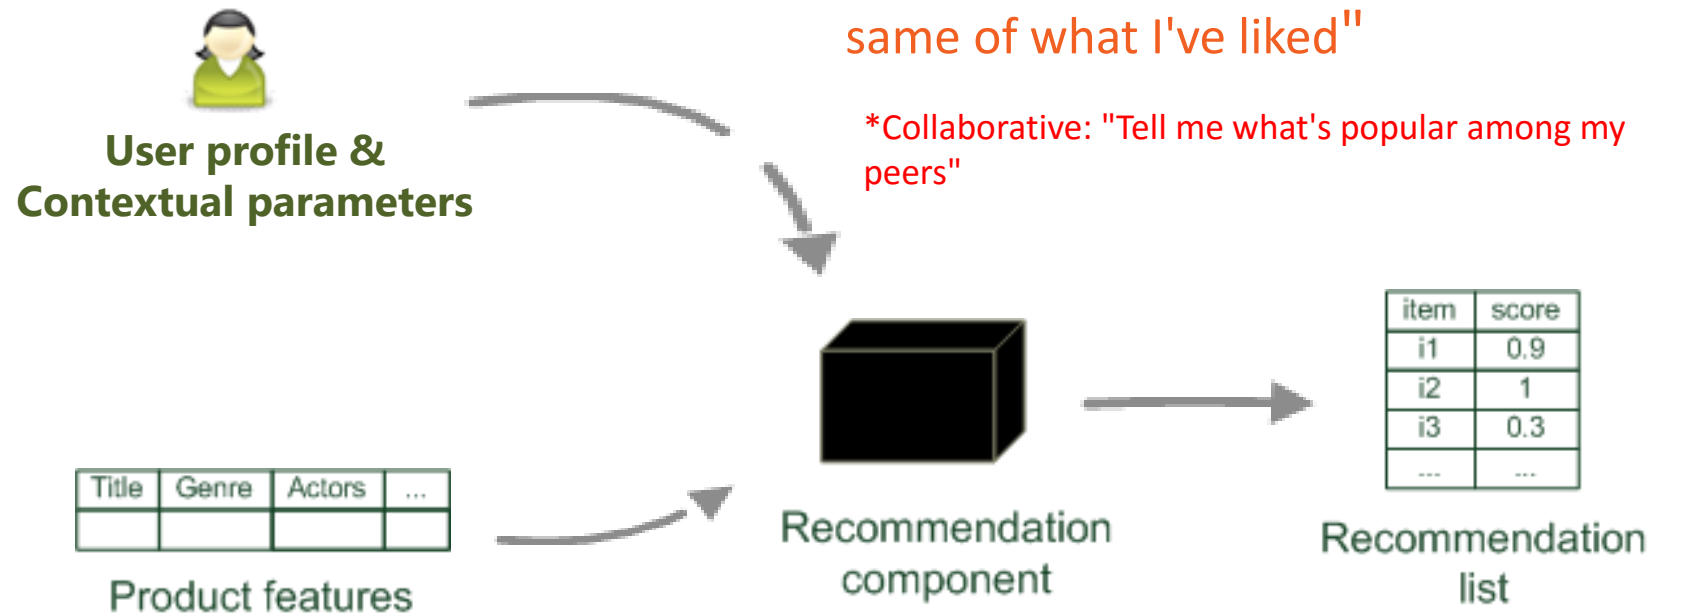 same of what I've liked"
*Collaborative: "Tell me what's popular among my
peers"
User profile &
Contextual parameters
item score
i1 0.9
i2 1
i3 0.3
... ...
Title Genre Actors ...
Product features
Recommendation
component
Recommendation
list